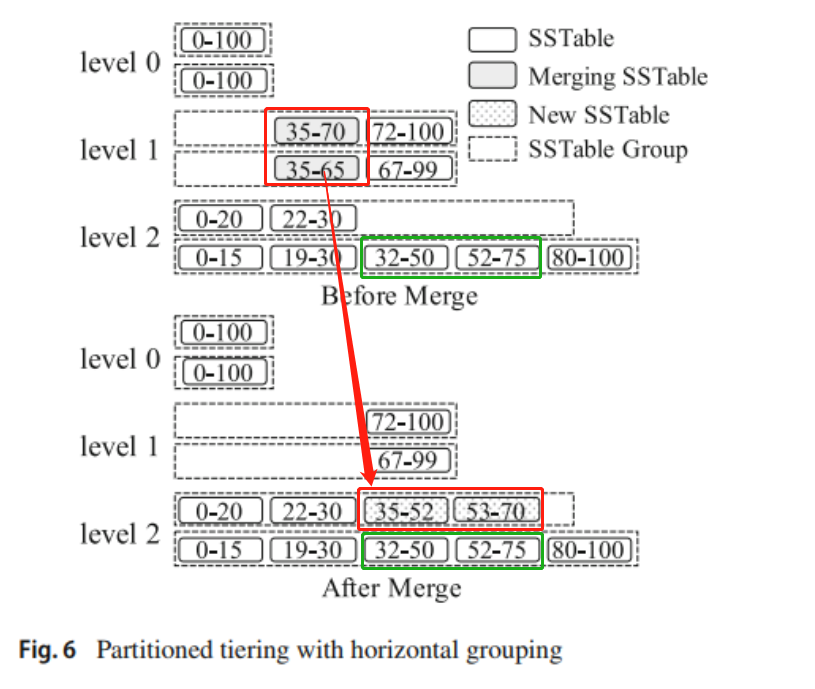 level 0
0-100
0-100
SSTable
Merging SSTable
New SSTable
SSTable Group
level 1
35-70 72-100
35-65 67-99
level 2
0-20 22-30
0-15 19-30 32-50 52-75 80-100
Before Merge
level 0
0-100
0-100
level 1
72-100
67-99
level 2
0-20 22-30 35-52 53-70
0-15 19-30 32-50 52-75 80-100
After Merge
Fig. 6 Partitioned tiering with horizontal grouping